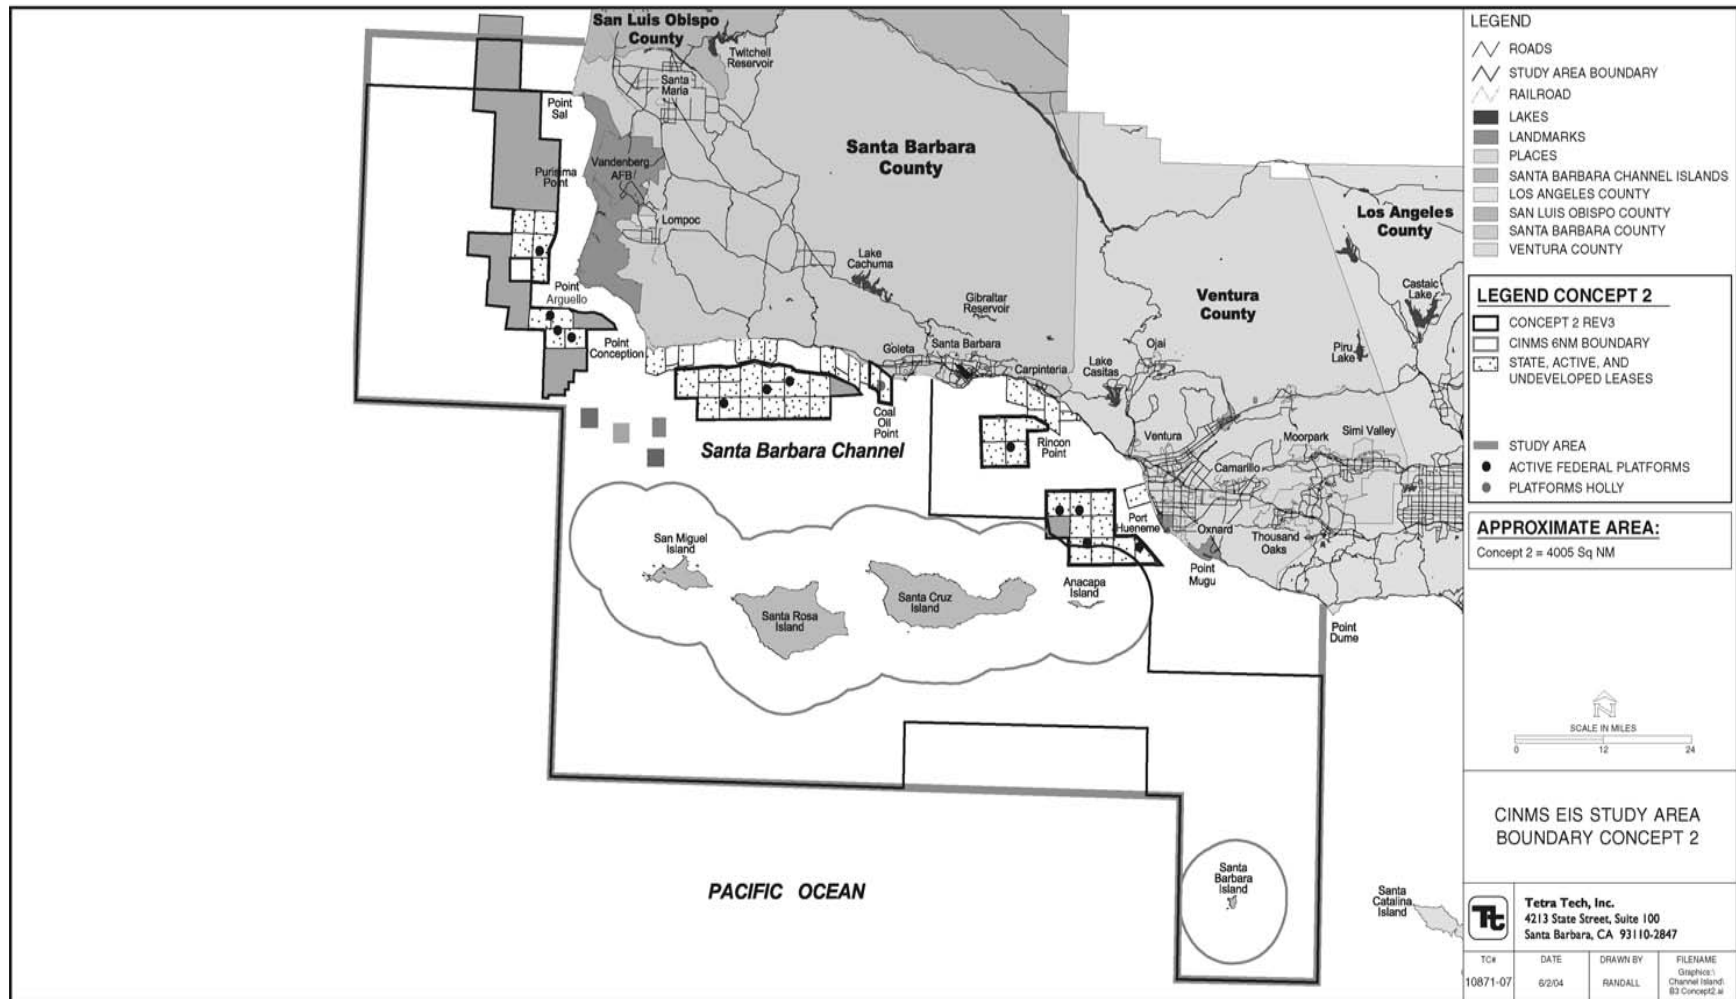 San Luis Obispo
County
Twitchell
Reservoir
Santa
Maria
Point
Sal
Santa Barbara
County
Vandenberg
AFB
Purisima
Point
Lompoc
Los Angeles
County
Lake
Cachuma
Castaic
Lake
Point
Arguello
Gibraltar
Reservoir
Ventura
County
Point
Conception
Goleta
Santa Barbara
Ojai
Piru
Lake
Lake
Casitas
Carpinteria
Coal
Oil
Point
Santa Barbara Channel
Rincon
Point
Ventura
Moorpark
Simi Valley
Camarillo
Port
Hueneme
Oxnard
Thousand
Oaks
San Miguel
Island
Point
Mugu
Anacapa
Island
Santa Cruz
Island
Santa Rosa
Island
Point
Dume
PACIFIC OCEAN
Santa
Barbara
Island
Santa
Catalina
Island
LEGEND
ROADS
STUDY AREA BOUNDARY
RAILROAD
LAKES
LANDMARKS
PLACES
SANTA BARBARA CHANNEL ISLANDS
LOS ANGELES COUNTY
SAN LUIS OBISPO COUNTY
SANTA BARBARA COUNTY
VENTURA COUNTY
LEGEND CONCEPT 2
CONCEPT 2 REV3
CINMS 6NM BOUNDARY
STATE, ACTIVE, AND
UNDEVELOPED LEASES
STUDY AREA
ACTIVE FEDERAL PLATFORMS
PLATFORMS HOLLY
APPROXIMATE AREA:
Concept 2 = 4005 Sq NM
N
SCALE IN MILES
0 12 24
CINMS EIS STUDY AREA
BOUNDARY CONCEPT 2
Tt
Tetra Tech, Inc.
4213 State Street, Suite 100
Santa Barbara, CA 93110-2847
TC# DATE DRAWN BY FILENAME
10871-07 6/2/04 RANDALL Graphics:\
Channel Island\
B3 Concept2.ai